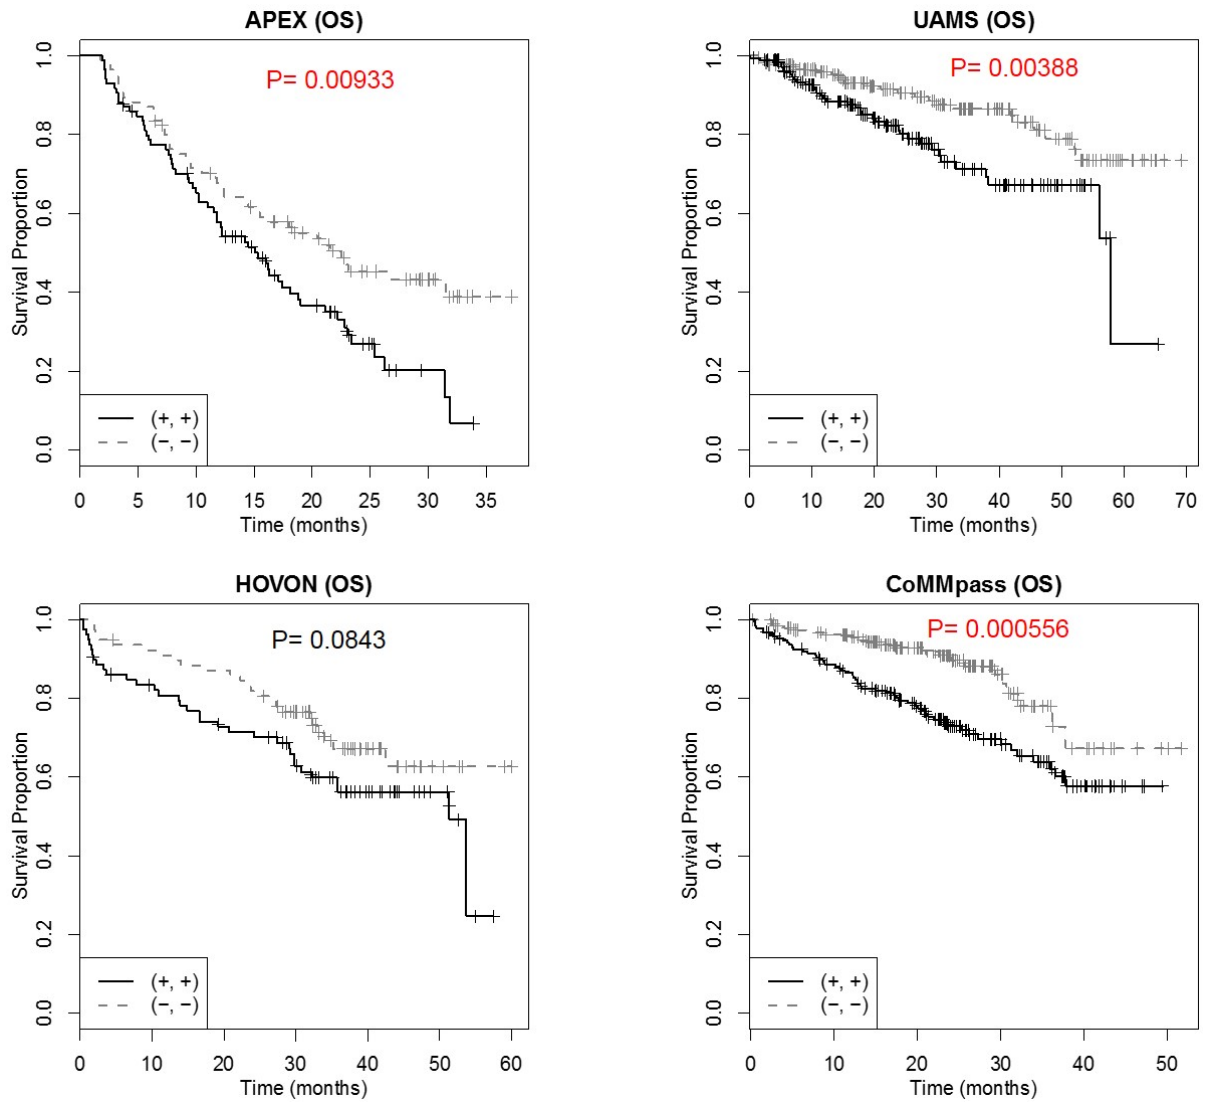 APEX (OS)
P= 0.00933
Survival Proportion
0.0 0.2 0.4 0.6 0.8 1.0
(+, +)
(−, −)
0 5 10 15 20 25 30 35
Time (months)
UAMS (OS)
P= 0.00388
Survival Proportion
0.0 0.2 0.4 0.6 0.8 1.0
(+, +)
(−, −)
0 10 20 30 40 50 60 70
Time (months)
HOVON (OS)
P= 0.0843
Survival Proportion
0.0 0.2 0.4 0.6 0.8 1.0
(+, +)
(−, −)
0 10 20 30 40 50 60
Time (months)
CoMMpass (OS)
P= 0.000556
Survival Proportion
0.0 0.2 0.4 0.6 0.8 1.0
(+, +)
(−, −)
0 10 20 30 40 50
Time (months)